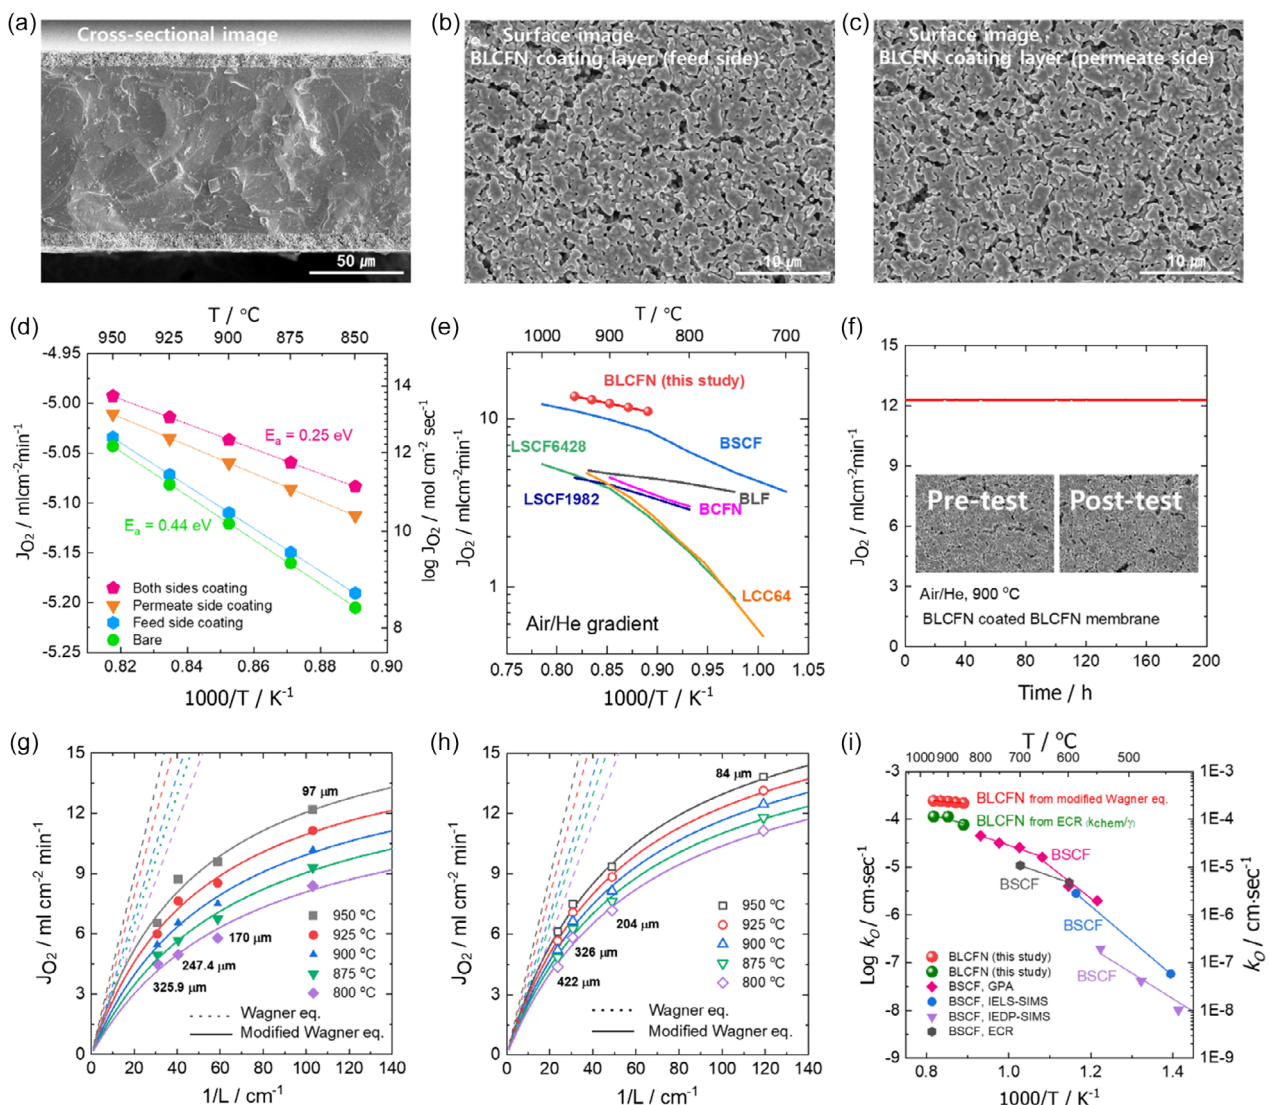 (a)
Cross-sectional image
50 μm
(b)
Surface image
BLCFN coating layer (feed side)
10 μm
(c)
Surface image
BLCFN coating layer (permeate side)
10 μm
(d)
T / °C
950 925 900 875 850
-4.95
-5.00
-5.05
-5.10
-5.15
-5.20
-5.25
J_O2 / mlcm-2min-1
14
12
10
8
log J_O2 / mol cm-2 sec-1
Ea = 0.25 eV
Ea = 0.44 eV
Both sides coating
Permeate side coating
Feed side coating
Bare
0.82 0.84 0.86 0.88 0.90
1000/T / K-1
(e)
T / °C
1000 900 800 700
10
1
J_O2 / mlcm-2min-1
BLCFN (this study)
BSCF
LSCF6428
LSCF1982
BLF
BCFN
LCC64
Air/He gradient
0.75 0.80 0.85 0.90 0.95 1.00 1.05
1000/T / K-1
(f)
15
12
9
6
3
0
J_O2 / mlcm-2min-1
Pre-test
Post-test
Air/He, 900 °C
BLCFN coated BLCFN membrane
0 40 80 120 160 200
Time / h
(g)
15
12
9
6
3
0
J_O2 / ml cm-2 min-1
97 μm
170 μm
247.4 μm
325.9 μm
950 °C
925 °C
900 °C
875 °C
800 °C
Wagner eq.
Modified Wagner eq.
0 20 40 60 80 100 120 140
1/L / cm-1
(h)
15
12
9
6
3
0
J_O2 / ml cm-2 min-1
84 μm
204 μm
326 μm
422 μm
950 °C
925 °C
900 °C
875 °C
800 °C
Wagner eq.
Modified Wagner eq.
0 20 40 60 80 100 120 140
1/L / cm-1
(i)
T / °C
1000 900 800 700 600 500
-3
-4
-5
-6
-7
-8
-9
Log kO / cm·sec-1
1E-3
1E-4
1E-5
1E-6
1E-7
1E-8
1E-9
kO / cm·sec-1
BLCFN from modified Wagner eq.
BLCFN from ECR (kchem/γ)
BSCF
BSCF
BSCF
BSCF
BLCFN (this study)
BLCFN (this study)
BSCF, GPA
BSCF, IELS-SIMS
BSCF, IEDP-SIMS
BSCF, ECR
0.8 1.0 1.2 1.4
1000/T / K-1